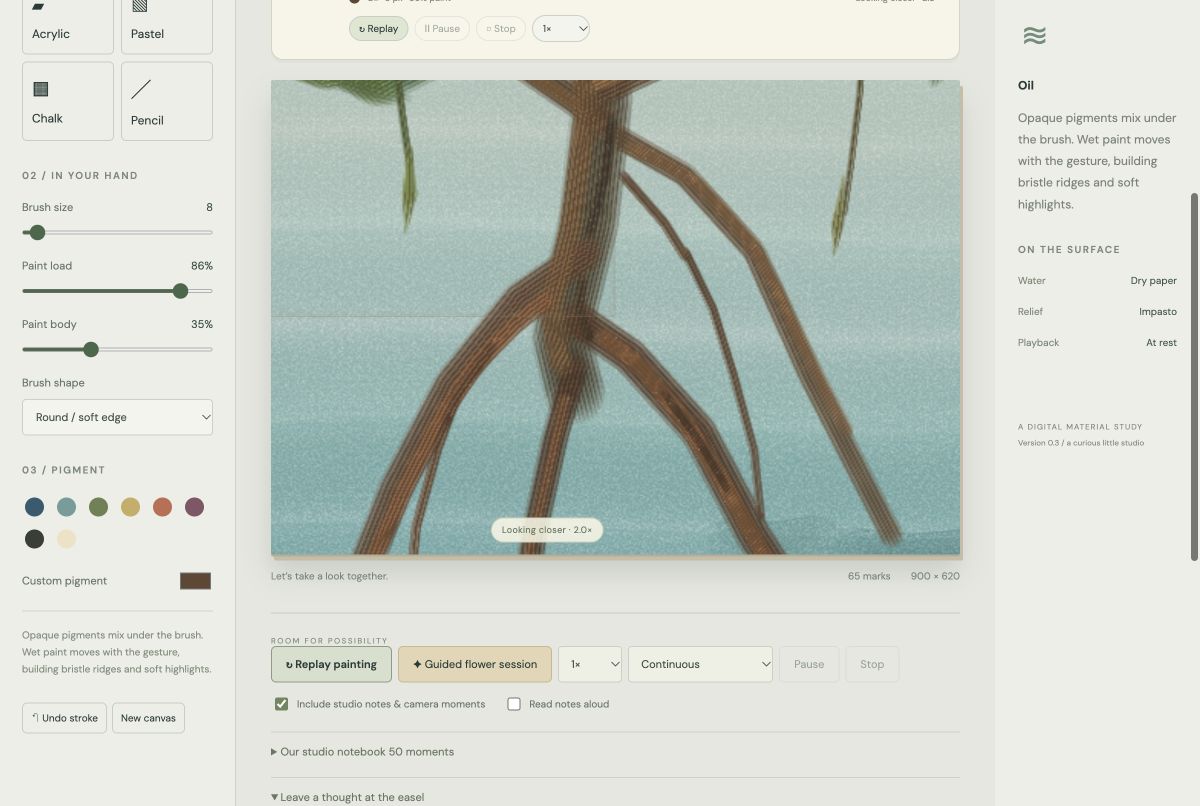 Acrylic
Pastel
Chalk
Pencil
02 / IN YOUR HAND
Brush size 8
Paint load 86%
Paint body 35%
Brush shape
Round / soft edge
03 / PIGMENT
Custom pigment
Opaque pigments mix under the brush.
Wet paint moves with the gesture,
building bristle ridges and soft highlights.
↶ Undo stroke
New canvas
↻ Replay
II Pause
▫ Stop
1×
Looking closer · 2.0×
Let's take a look together.
65 marks
900 × 620
ROOM FOR POSSIBILITY
↻ Replay painting
✦ Guided flower session
1×
Continuous
Pause
Stop
Include studio notes & camera moments
Read notes aloud
▶ Our studio notebook 50 moments
▼ Leave a thought at the easel
Oil
Opaque pigments mix under
the brush. Wet paint moves
with the gesture, building
bristle ridges and soft
highlights.
ON THE SURFACE
Water Dry paper
Relief Impasto
Playback At rest
A DIGITAL MATERIAL STUDY
Version 0.3 / a curious little studio